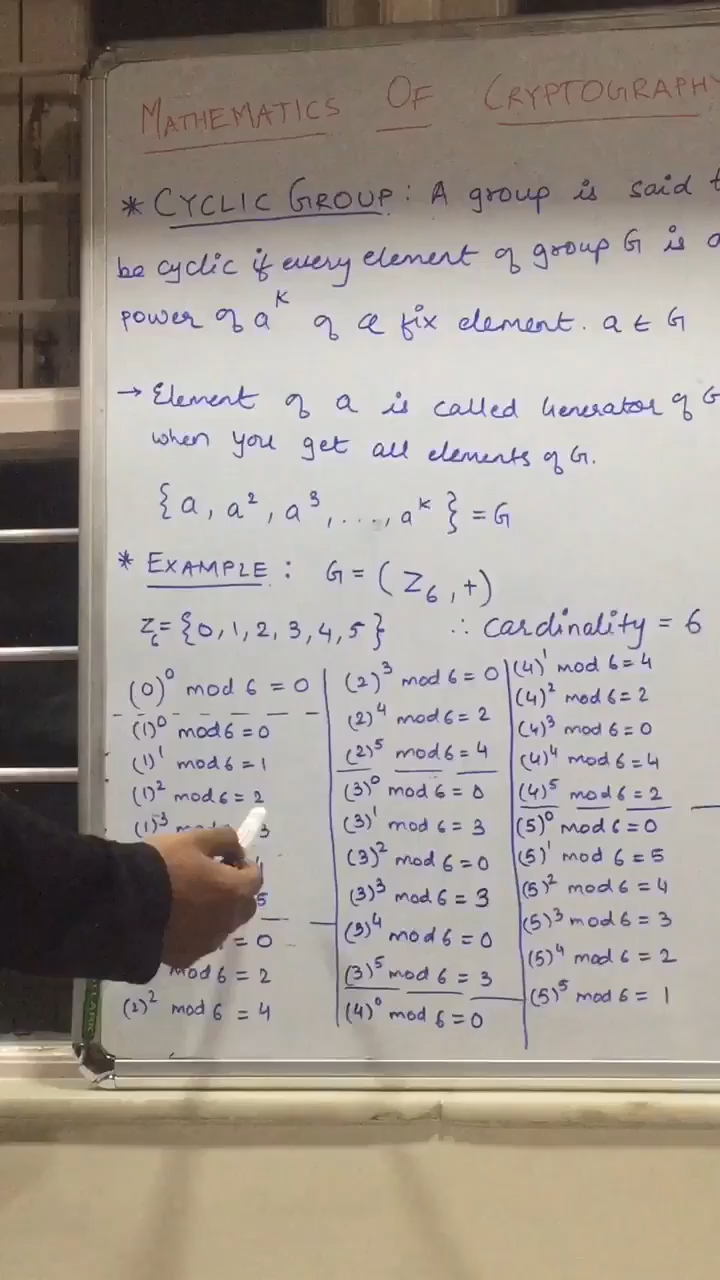 MATHEMATICS OF CRYPTOGRAPHY
* CYCLIC GROUP: A group is said t
be cyclic if every element of group G is a
power of a^k of a fix element. a ∈ G
→ Element of a is called Generator of G
when you get all elements of G.
{a, a², a³, ...., a^k} = G
* EXAMPLE: G = (Z₆, +)
Z₆ = {0, 1, 2, 3, 4, 5} ∴ cardinality = 6
(0)⁰ mod 6 = 0
(1)⁰ mod 6 = 0
(1)¹ mod 6 = 1
(1)² mod 6 = 2
(1)³ 3
4
5
= 0
mod 6 = 2
(2)² mod 6 = 4
(2)³ mod 6 = 0
(2)⁴ mod 6 = 2
(2)⁵ mod 6 = 4
(3)⁰ mod 6 = 0
(3)¹ mod 6 = 3
(3)² mod 6 = 0
(3)³ mod 6 = 3
(3)⁴ mod 6 = 0
(3)⁵ mod 6 = 3
(4)⁰ mod 6 = 0
(4)¹ mod 6 = 4
(4)² mod 6 = 2
(4)³ mod 6 = 0
(4)⁴ mod 6 = 4
(4)⁵ mod 6 = 2
(5)⁰ mod 6 = 0
(5)¹ mod 6 = 5
(5)² mod 6 = 4
(5)³ mod 6 = 3
(5)⁴ mod 6 = 2
(5)⁵ mod 6 = 1